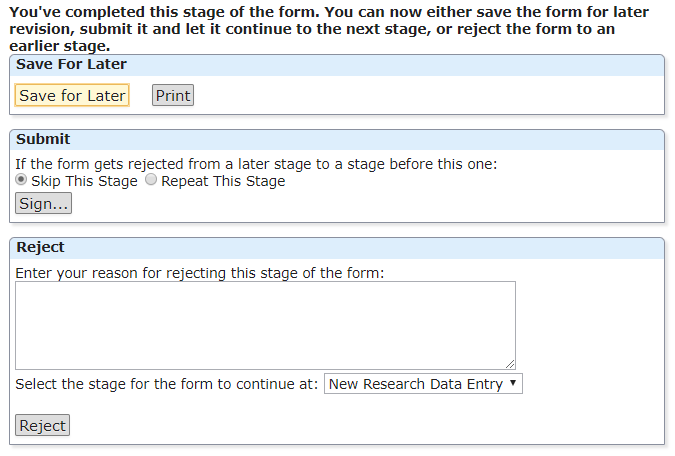 You've completed this stage of the form. You can now either save the form for later
revision, submit it and let it continue to the next stage, or reject the form to an
earlier stage.
Save For Later
Save for Later Print
Submit
If the form gets rejected from a later stage to a stage before this one:
Skip This Stage Repeat This Stage
Sign...
Reject
Enter your reason for rejecting this stage of the form:
Select the stage for the form to continue at: New Research Data Entry
Reject